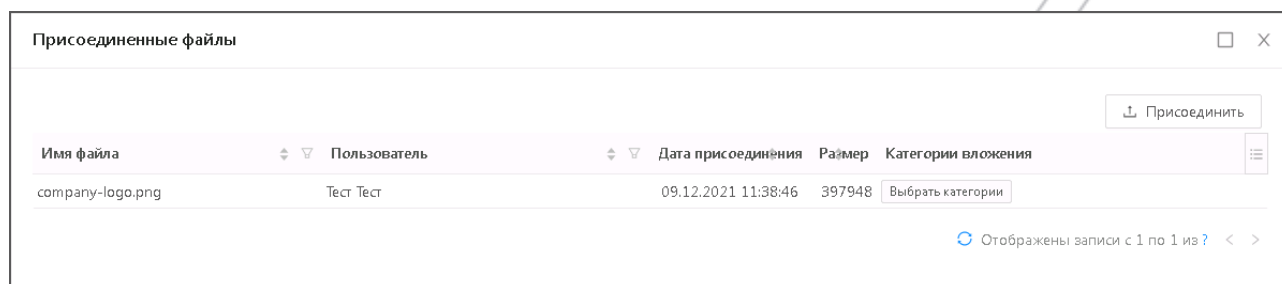 Присоединенные файлы
Присоединить
Имя файла Пользователь Дата присоединения Размер Категории вложения
company-logo.png Тест Тест 09.12.2021 11:38:46 397948 Выбрать категории
Отображены записи с 1 по 1 из ?